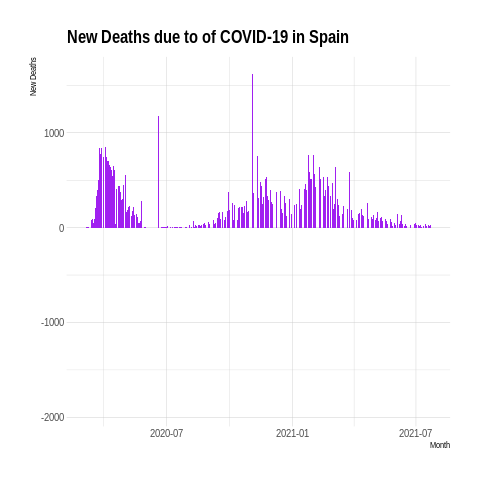 New Deaths due to of COVID-19 in Spain
New Deaths
1000
0
-1000
-2000
2020-07
2021-01
2021-07
Month